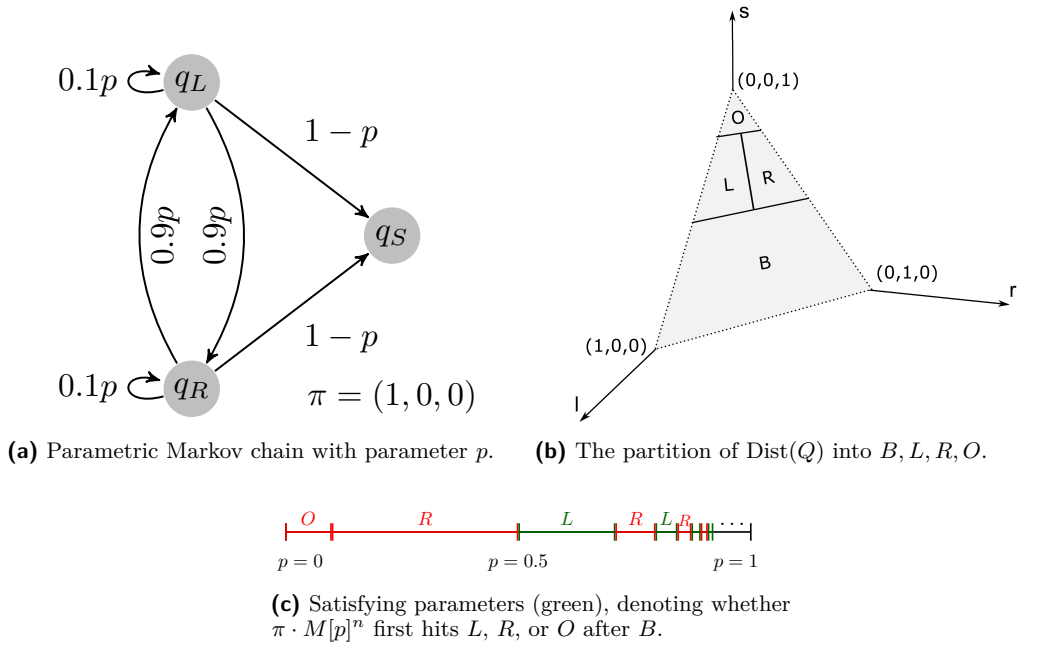 0.1p
q_L
1 − p
0.9p
0.9p
q_S
1 − p
0.1p
q_R
π = (1, 0, 0)
(a) Parametric Markov chain with parameter p.
s
(0,0,1)
O
L
R
B
(0,1,0)
r
(1,0,0)
l
(b) The partition of Dist(Q) into B, L, R, O.
O R L R L R ...
p = 0 p = 0.5 p = 1
(c) Satisfying parameters (green), denoting whether
π · M[p]^n first hits L, R, or O after B.